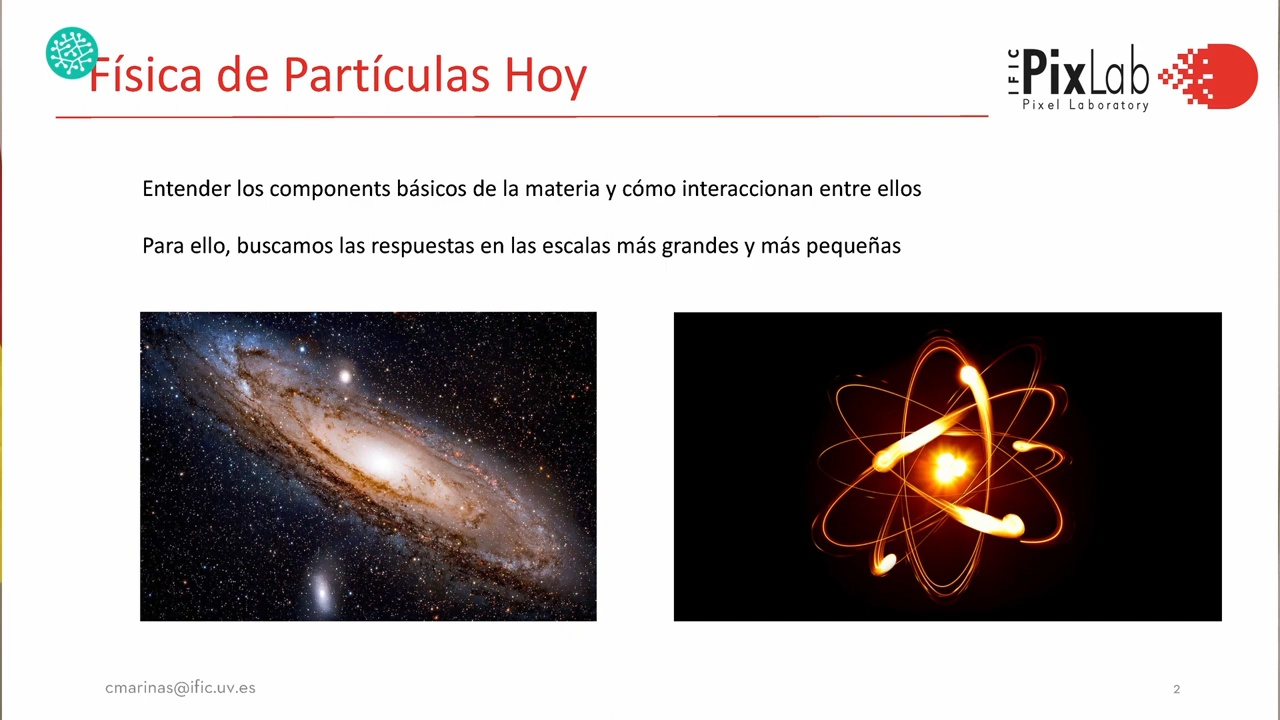 Física de Partículas Hoy
IFIC
PixLab
Pixel Laboratory
Entender los components básicos de la materia y cómo interaccionan entre ellos
Para ello, buscamos las respuestas en las escalas más grandes y más pequeñas
cmarinas@ific.uv.es
2